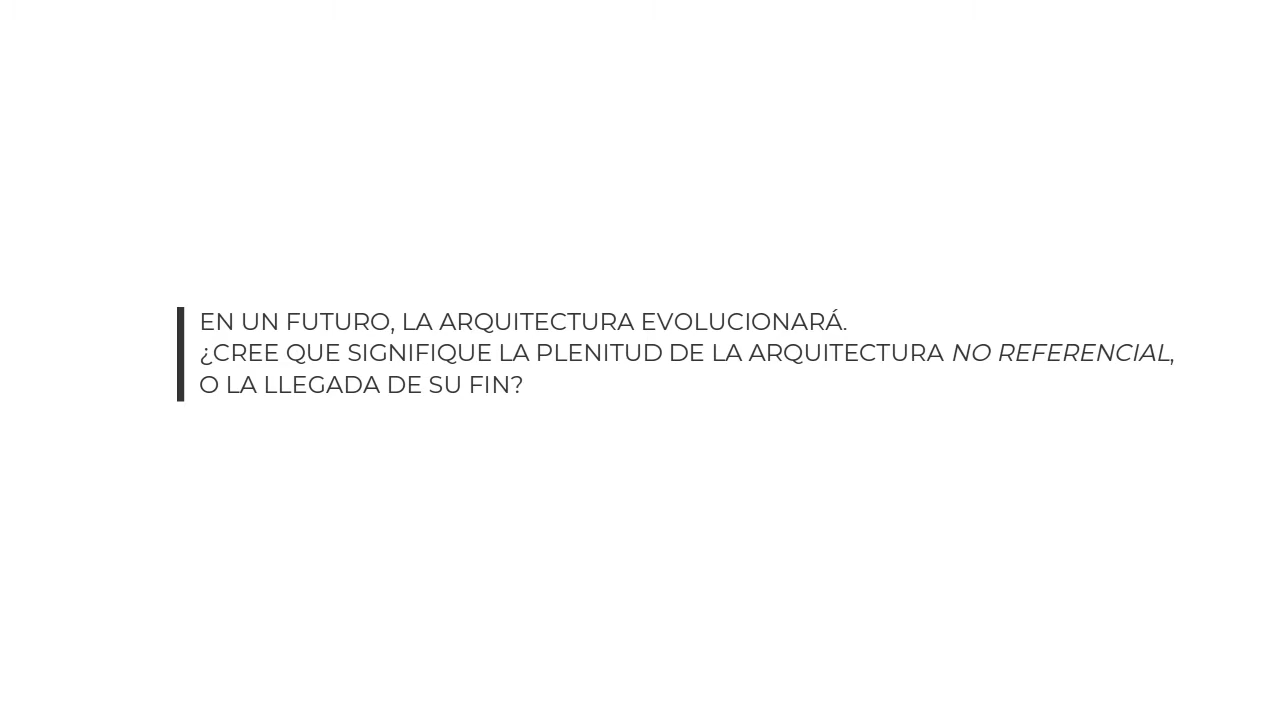 EN UN FUTURO, LA ARQUITECTURA EVOLUCIONARÁ.
¿CREE QUE SIGNIFIQUE LA PLENITUD DE LA ARQUITECTURA NO REFERENCIAL,
O LA LLEGADA DE SU FIN?